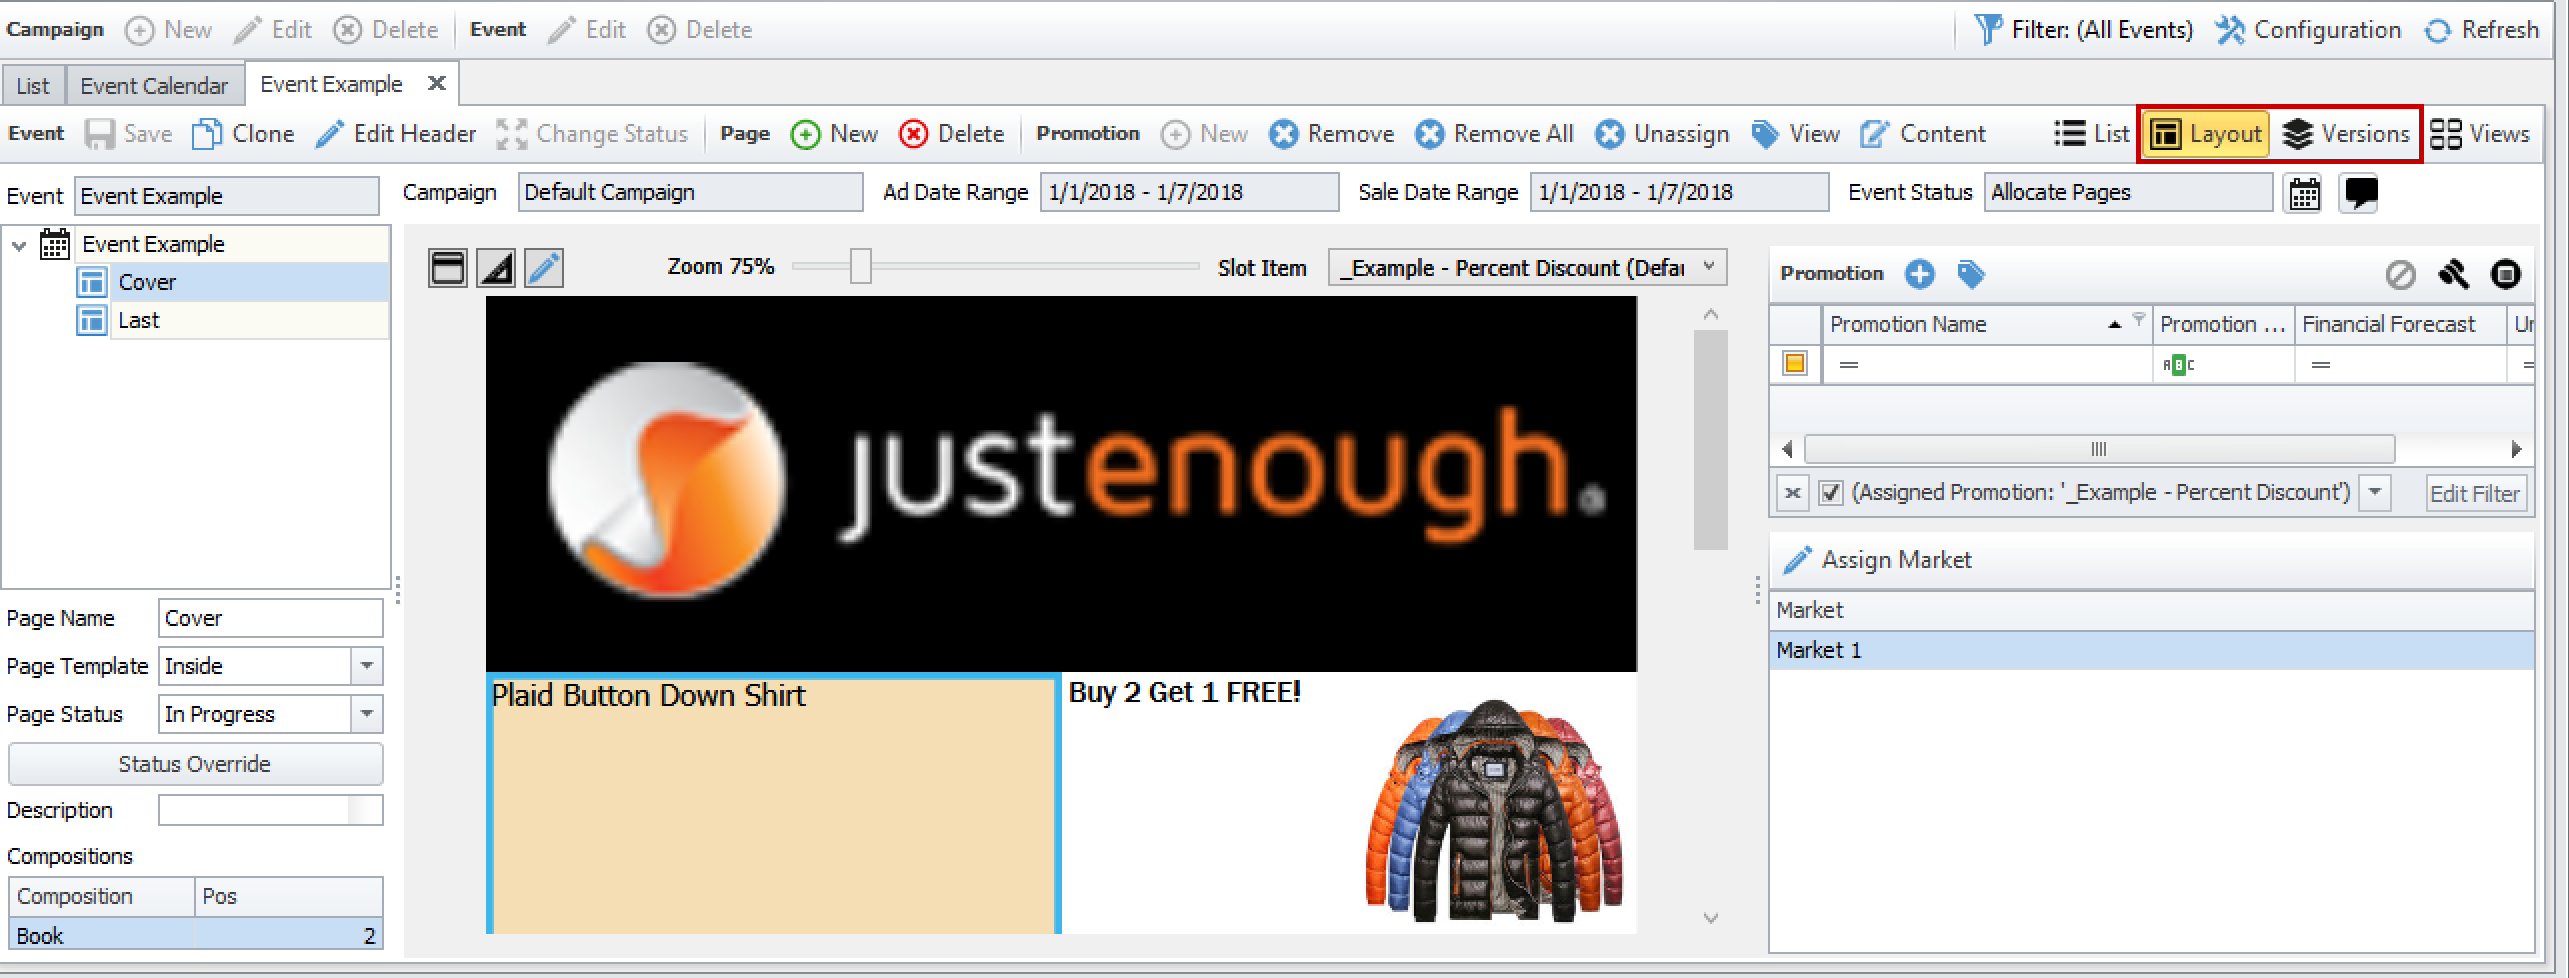 Campaign New Edit Delete Event Edit Delete Filter: (All Events) Configuration Refresh
List Event Calendar Event Example
Event Save Clone Edit Header Change Status Page New Delete Promotion New Remove Remove All Unassign View Content List Layout Versions Views
Event Event Example Campaign Default Campaign Ad Date Range 1/1/2018 - 1/7/2018 Sale Date Range 1/1/2018 - 1/7/2018 Event Status Allocate Pages
Event Example
Cover
Last
Page Name Cover
Page Template Inside
Page Status In Progress
Status Override
Description
Compositions
Composition Pos
Book 2
Zoom 75% Slot Item _Example - Percent Discount (Defau
justenough
Plaid Button Down Shirt
Buy 2 Get 1 FREE!
Promotion
Promotion Name Promotion ... Financial Forecast Un
= ABC = =
(Assigned Promotion: '_Example - Percent Discount') Edit Filter
Assign Market
Market
Market 1